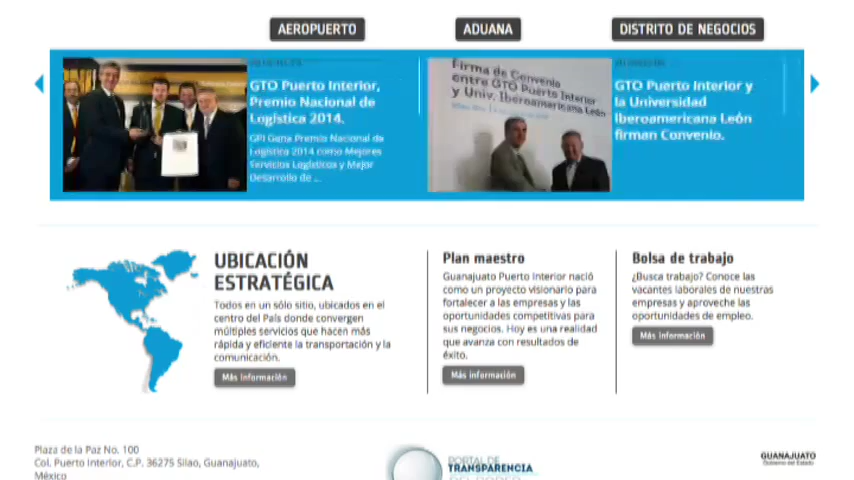 AEROPUERTO
ADUANA
DISTRITO DE NEGOCIOS
GTO Puerto Interior,
Premio Nacional de
Logística 2014.
GPI Gana Premio Nacional de
Logística 2014 como Mejores
Servicios Logísticos y Mejor
Desarrollo de ...
Firma de Convenio
entre GTO Puerto Interior
y Univ. Iberoamericana León
GTO Puerto Interior y
la Universidad
Iberoamericana León
firman Convenio.
UBICACIÓN
ESTRATÉGICA
Todos en un sólo sitio, ubicados en el
centro del País donde convergen
múltiples servicios que hacen más
rápida y eficiente la transportación y la
comunicación.
Más información
Plan maestro
Guanajuato Puerto Interior nació
como un proyecto visionario para
fortalecer a las empresas y las
oportunidades competitivas para
sus negocios. Hoy es una realidad
que avanza con resultados de
éxito.
Más información
Bolsa de trabajo
¿Busca trabajo? Conoce las
vacantes laborales de nuestras
empresas y aproveche las
oportunidades de empleo.
Más información
Plaza de la Paz No. 100
Col. Puerto Interior, C.P. 36275 Silao, Guanajuato,
México
PORTAL DE
TRANSPARENCIA
DEL PODER
GUANAJUATO
Gobierno del Estado